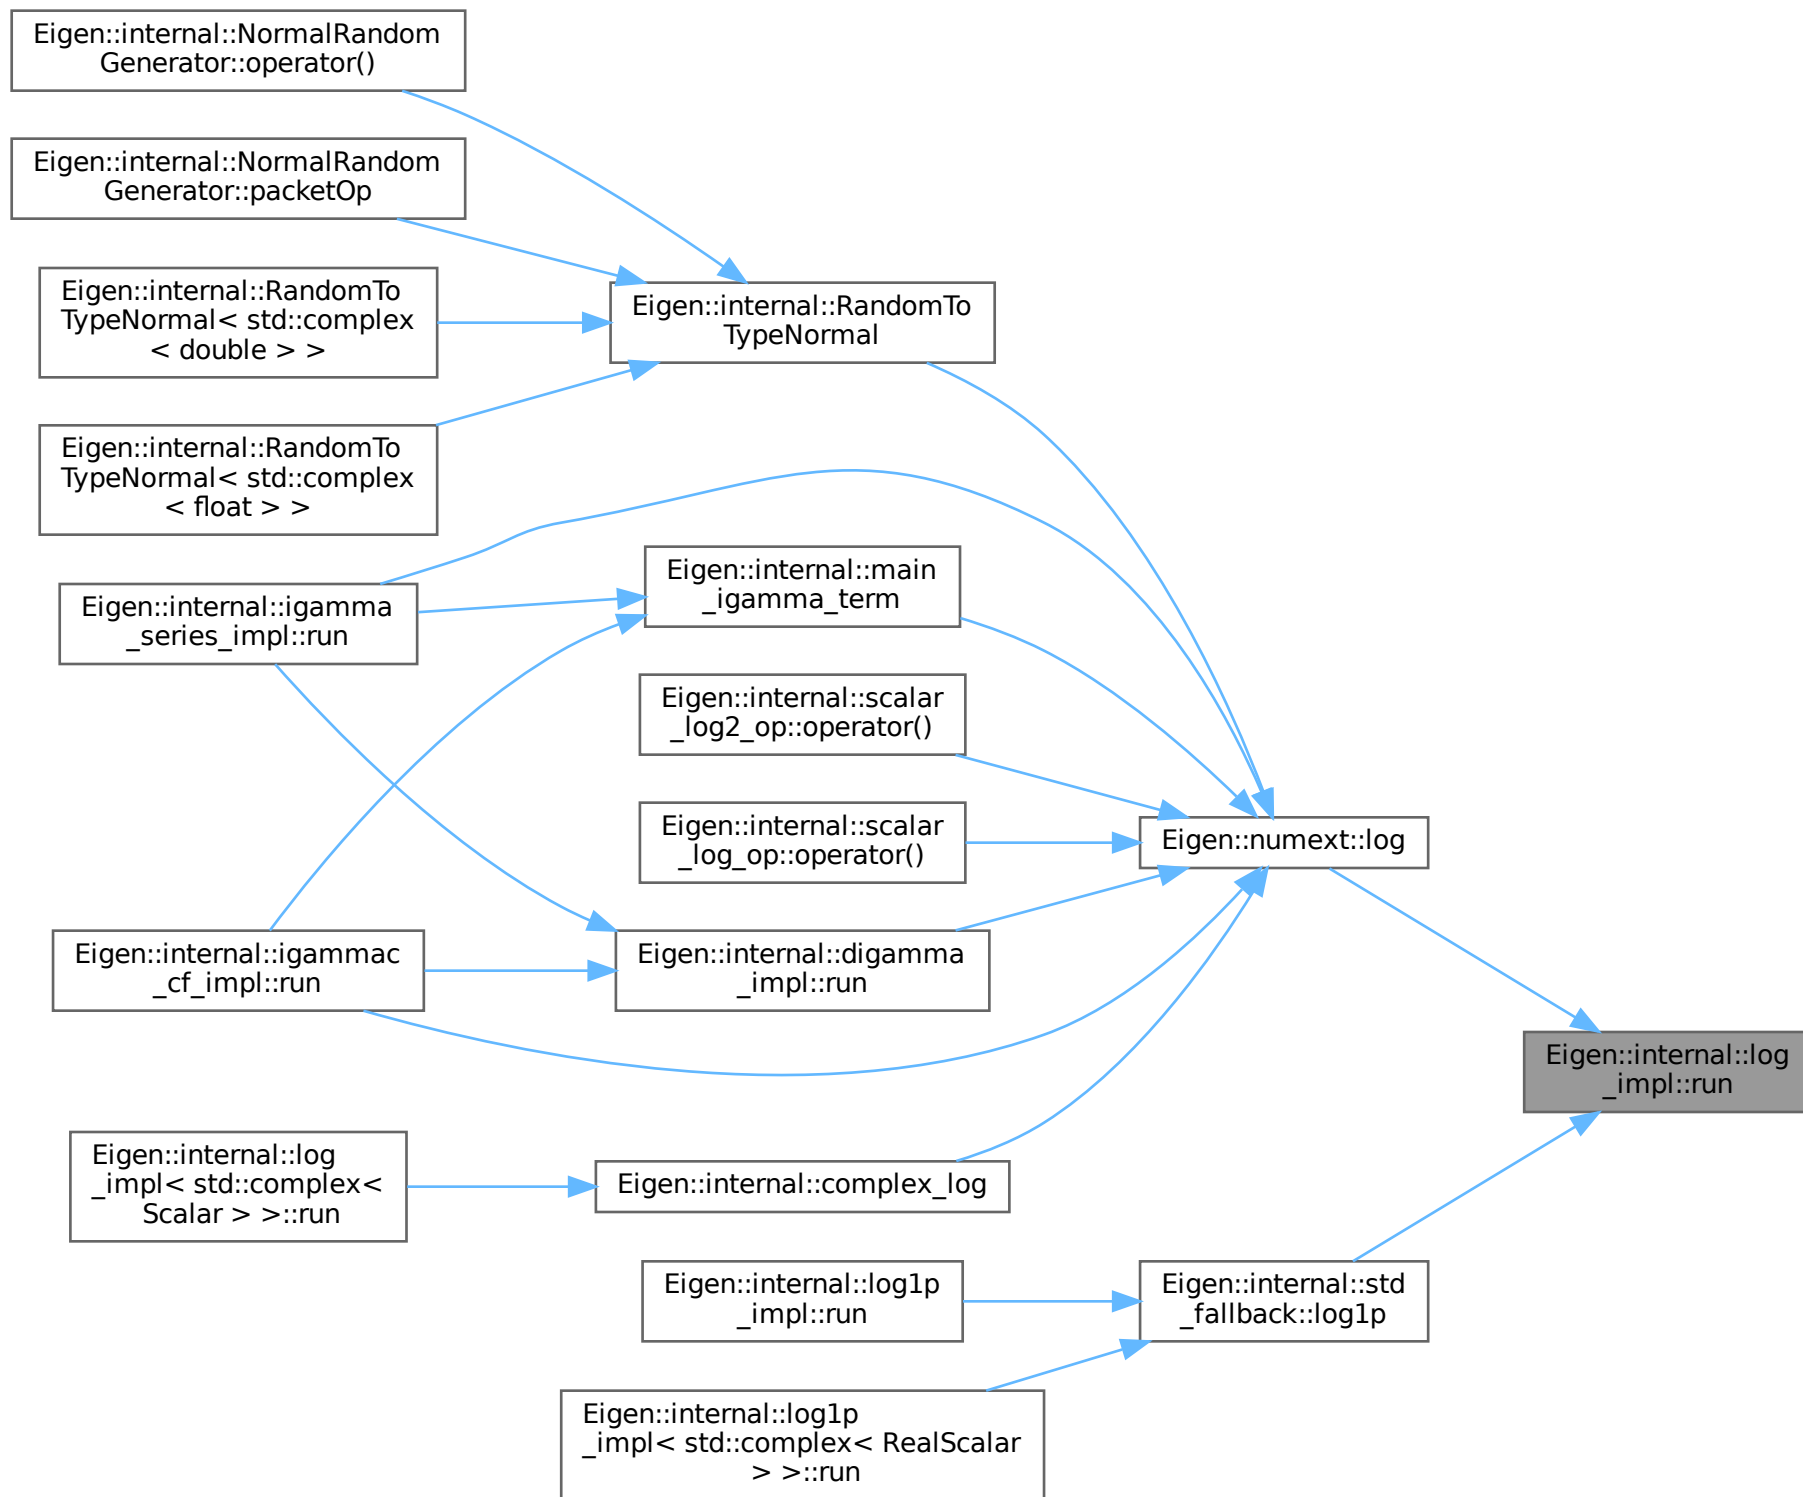 Eigen::internal::NormalRandom
Generator::operator()
Eigen::internal::NormalRandom
Generator::packetOp
Eigen::internal::RandomTo
TypeNormal< std::complex
< double > >
Eigen::internal::RandomTo
TypeNormal
Eigen::internal::RandomTo
TypeNormal< std::complex
< float > >
Eigen::internal::igamma
_series_impl::run
Eigen::internal::main
_igamma_term
Eigen::internal::scalar
_log2_op::operator()
Eigen::internal::scalar
_log_op::operator()
Eigen::numext::log
Eigen::internal::igammac
_cf_impl::run
Eigen::internal::digamma
_impl::run
Eigen::internal::log
_impl::run
Eigen::internal::log
_impl< std::complex<
Scalar > >::run
Eigen::internal::complex_log
Eigen::internal::log1p
_impl::run
Eigen::internal::std
_fallback::log1p
Eigen::internal::log1p
_impl< std::complex< RealScalar
> >::run